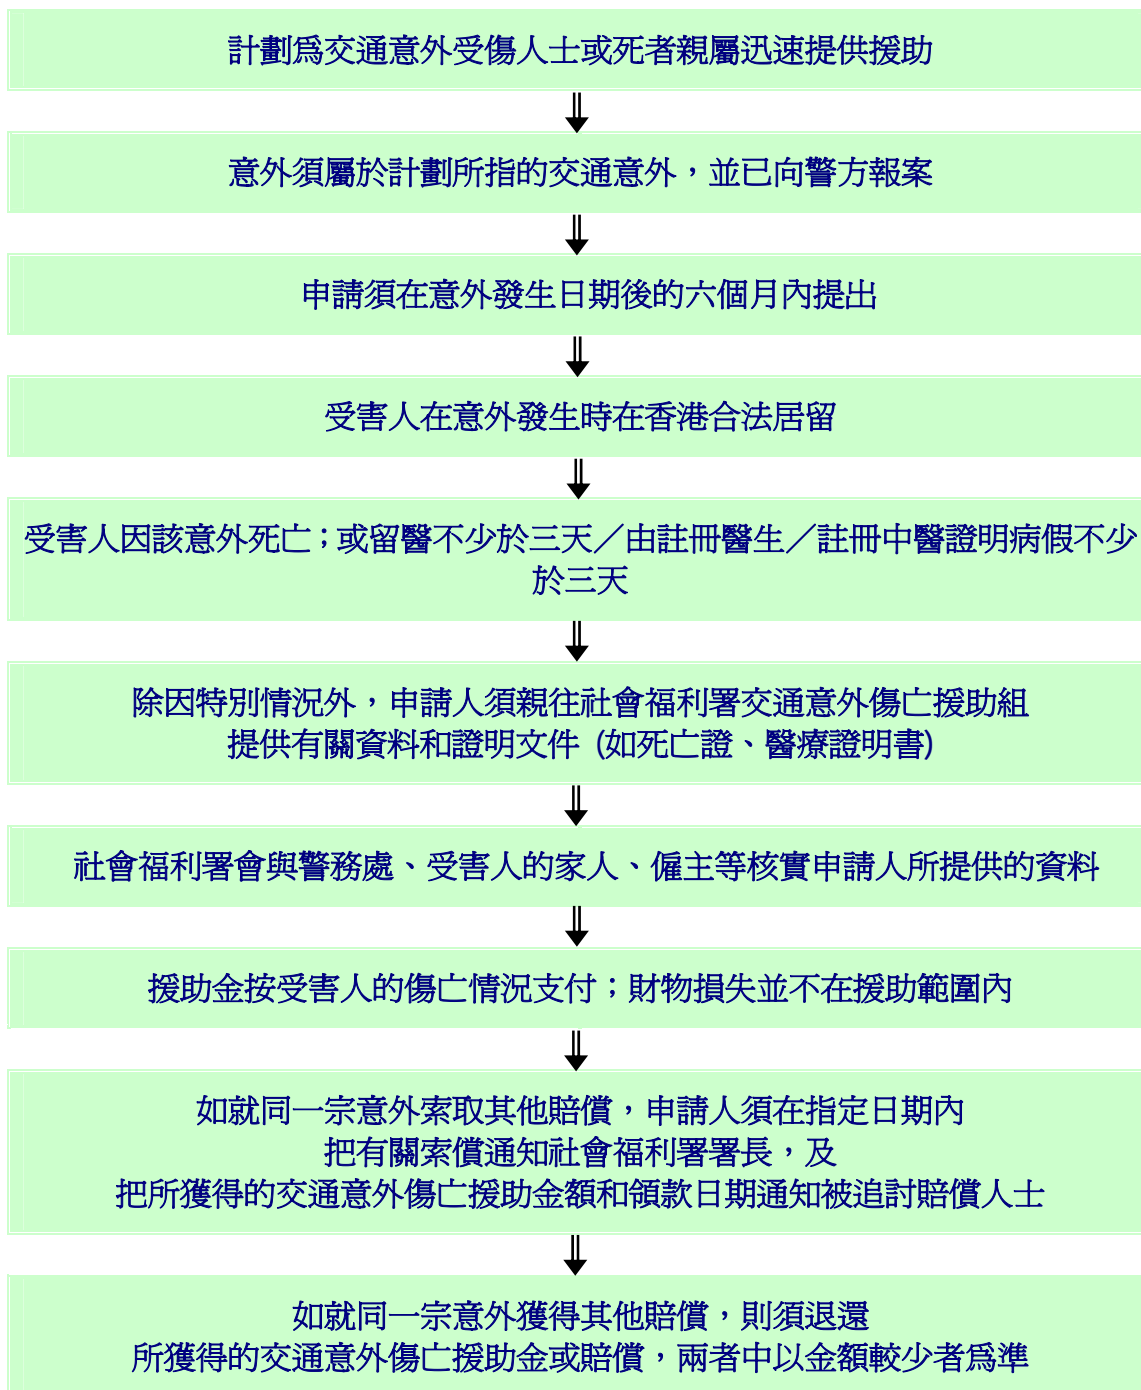 計劃為交通意外受傷人士或死者親屬迅速提供援助
意外須屬於計劃所指的交通意外，並已向警方報案
申請須在意外發生日期後的六個月內提出
受害人在意外發生時在香港合法居留
受害人因該意外死亡；或留醫不少於三天／由註冊醫生／註冊中醫證明病假不少
於三天
除因特別情況外，申請人須親往社會福利署交通意外傷亡援助組
提供有關資料和證明文件 (如死亡證、醫療證明書)
社會福利署會與警務處、受害人的家人、僱主等核實申請人所提供的資料
援助金按受害人的傷亡情況支付；財物損失並不在援助範圍內
如就同一宗意外索取其他賠償，申請人須在指定日期內
把有關索償通知社會福利署署長，及
把所獲得的交通意外傷亡援助金額和領款日期通知被追討賠償人士
如就同一宗意外獲得其他賠償，則須退還
所獲得的交通意外傷亡援助金或賠償，兩者中以金額較少者為準